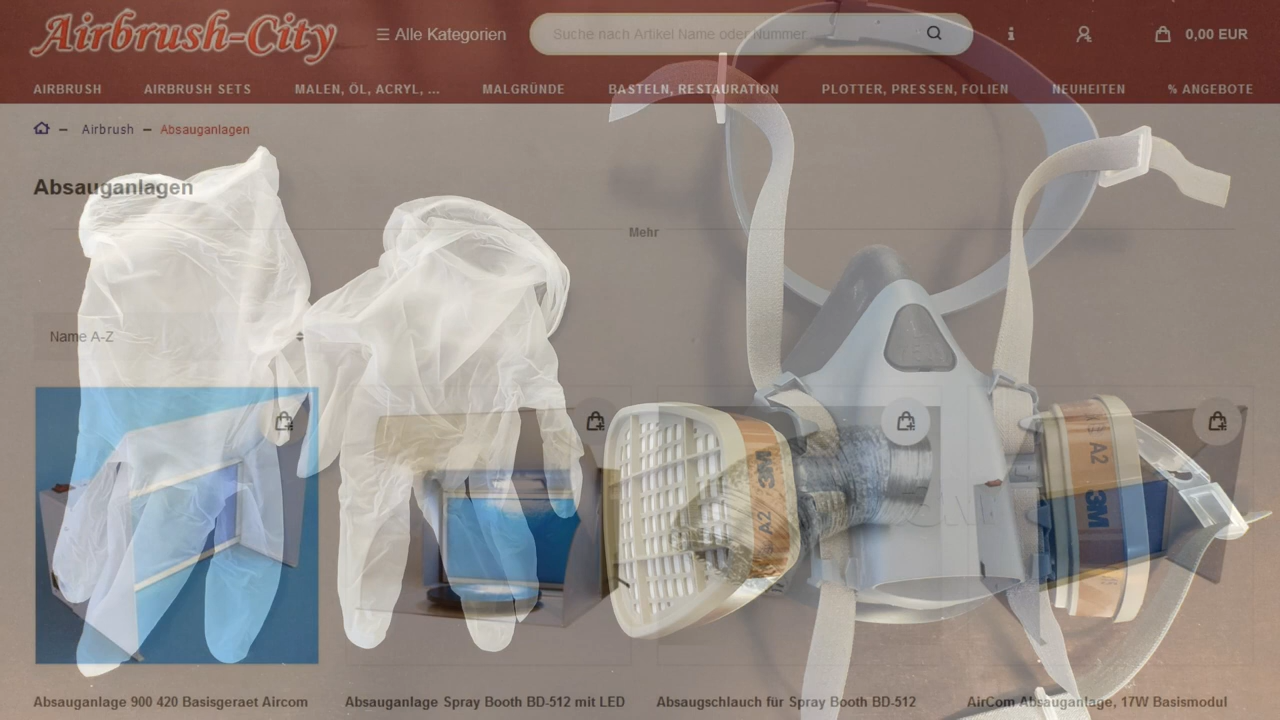 Airbrush-City
☰ Alle Kategorien
Suche nach Artikel Name oder Nummer
0,00 EUR
AIRBRUSH
AIRBRUSH SETS
MALEN, ÖL, ACRYL, ...
MALGRÜNDE
BASTELN, RESTAURATION
PLOTTER, PRESSEN, FOLIEN
NEUHEITEN
% ANGEBOTE
Airbrush – Absauganlagen
Absauganlagen
Mehr
Name A-Z
A2 3M
A2 3M
Absauganlage 900 420 Basisgeraet Aircom
Absauganlage Spray Booth BD-512 mit LED
Absaugschlauch für Spray Booth BD-512
AirCom Absauganlage, 17W Basismodul